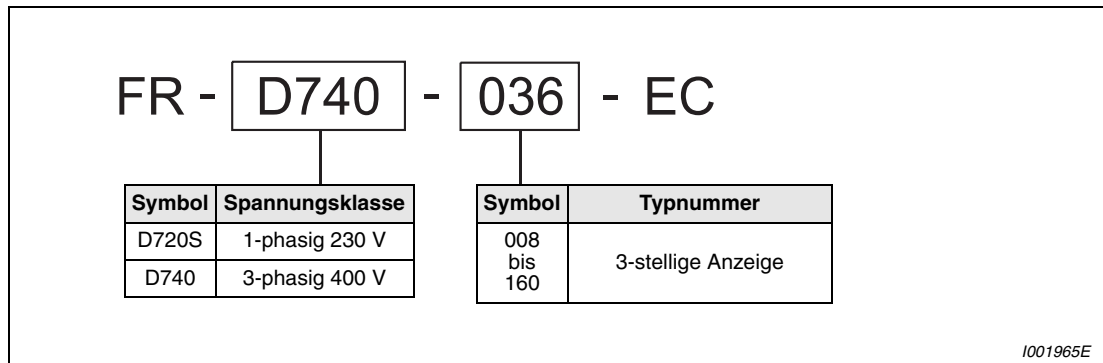 FR - D740 - 036 - EC
Symbol Spannungsklasse
D720S 1-phasig 230 V
D740 3-phasig 400 V
Symbol Typnummer
008
bis
160
3-stellige Anzeige
I001965E